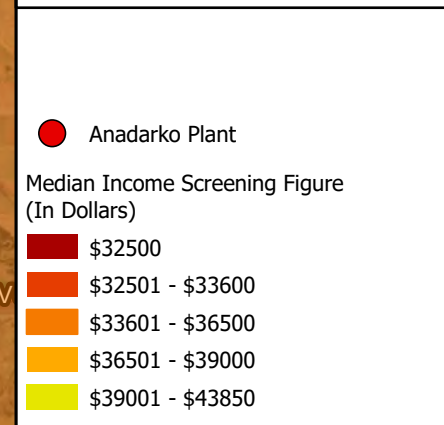 Anadarko Plant
Median Income Screening Figure
(In Dollars)
$32500
$32501 - $33600
$33601 - $36500
$36501 - $39000
$39001 - $43850